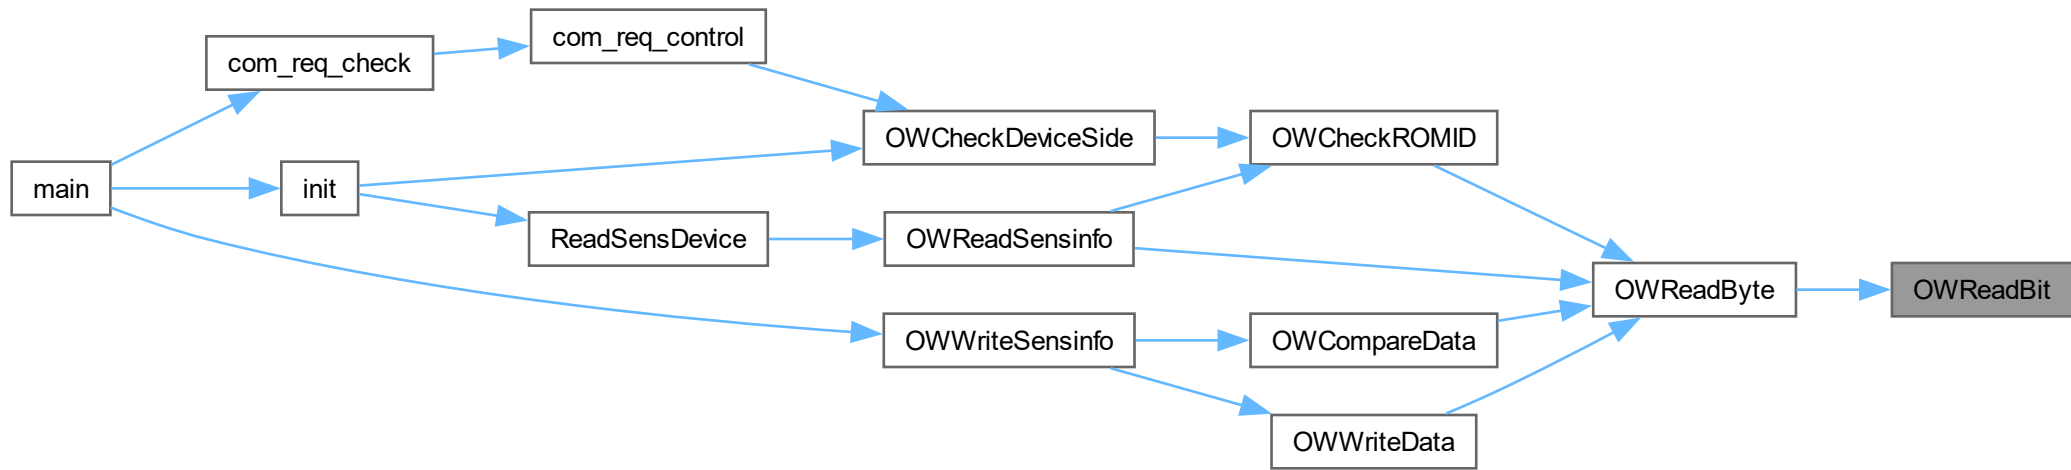 com_req_control
com_req_check
OWCheckDeviceSide
OWCheckROMID
main
init
ReadSensDevice
OWReadSensinfo
OWReadByte
OWReadBit
OWWriteSensinfo
OWCompareData
OWWriteData